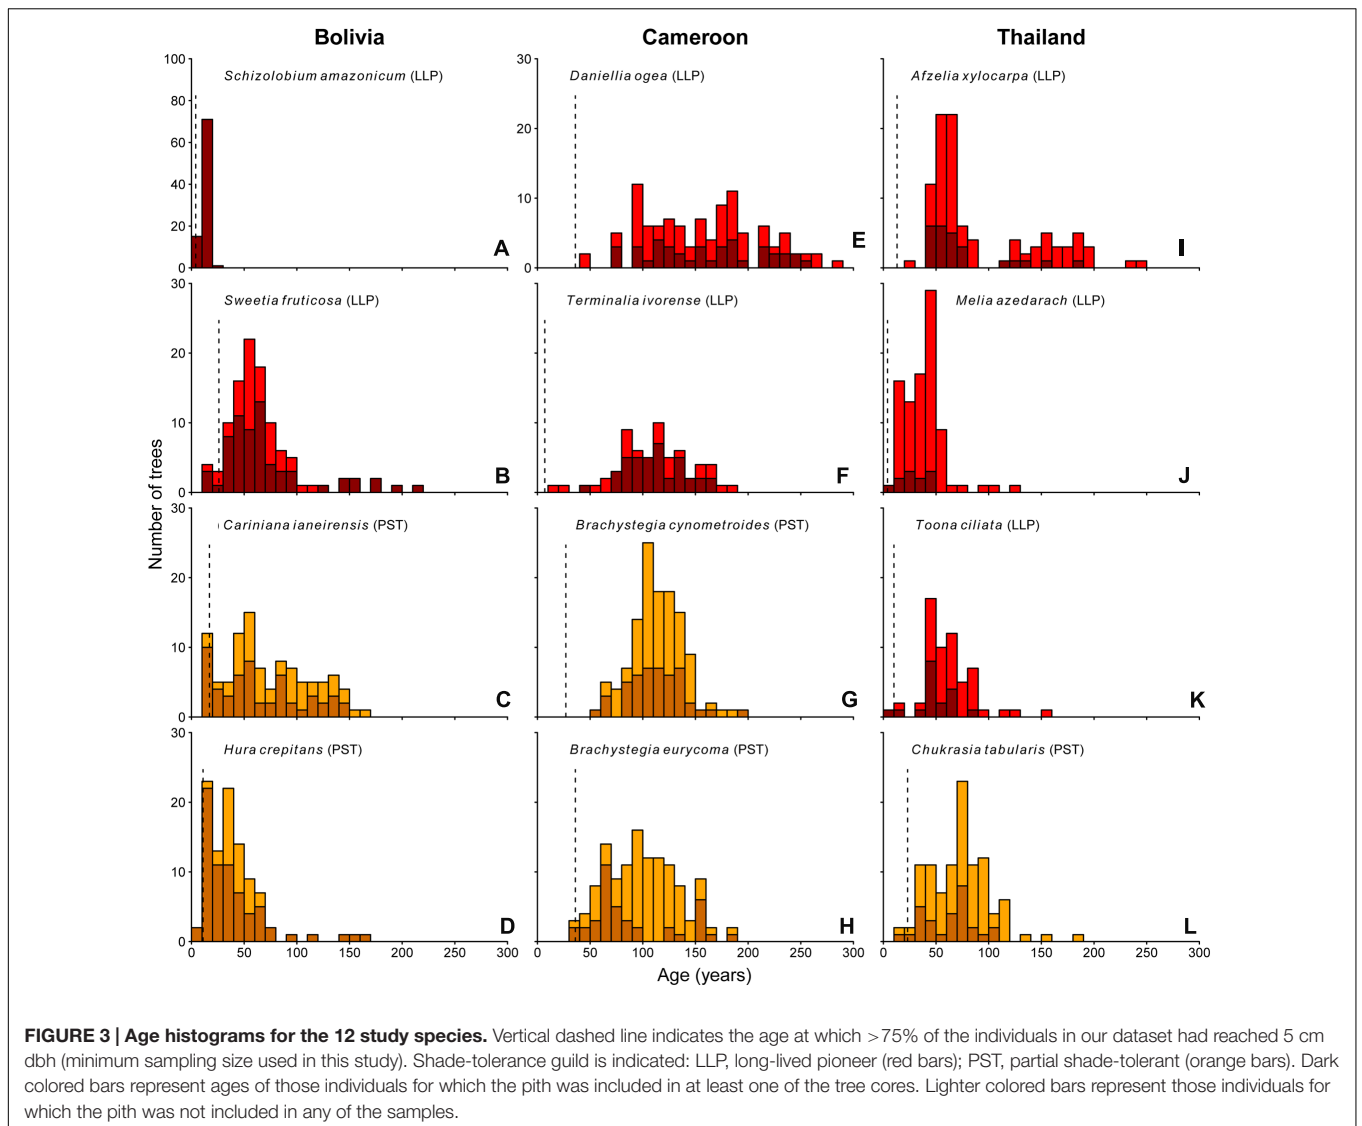 Bolivia Cameroon Thailand
100
80
60
40
20
0
Schizolobium amazonicum (LLP)
A
30
20
10
0
Daniellia ogea (LLP)
E
Afzelia xylocarpa (LLP)
I
Number of trees
30
20
10
0
Sweetia fruticosa (LLP)
B
Terminalia ivorense (LLP)
F
Melia azedarach (LLP)
J
30
20
10
0
Cariniana ianeirensis (PST)
C
Brachystegia cynometroides (PST)
G
Toona ciliata (LLP)
K
30
20
10
0
Hura crepitans (PST)
D
Brachystegia eurycoma (PST)
H
Chukrasia tabularis (PST)
L
0 50 100 150 200 250 300 0 50 100 150 200 250 300 0 50 100 150 200 250 300
Age (years)
FIGURE 3 | Age histograms for the 12 study species. Vertical dashed line indicates the age at which >75% of the individuals in our dataset had reached 5 cm
dbh (minimum sampling size used in this study). Shade-tolerance guild is indicated: LLP, long-lived pioneer (red bars); PST, partial shade-tolerant (orange bars). Dark
colored bars represent ages of those individuals for which the pith was included in at least one of the tree cores. Lighter colored bars represent those individuals for
which the pith was not included in any of the samples.